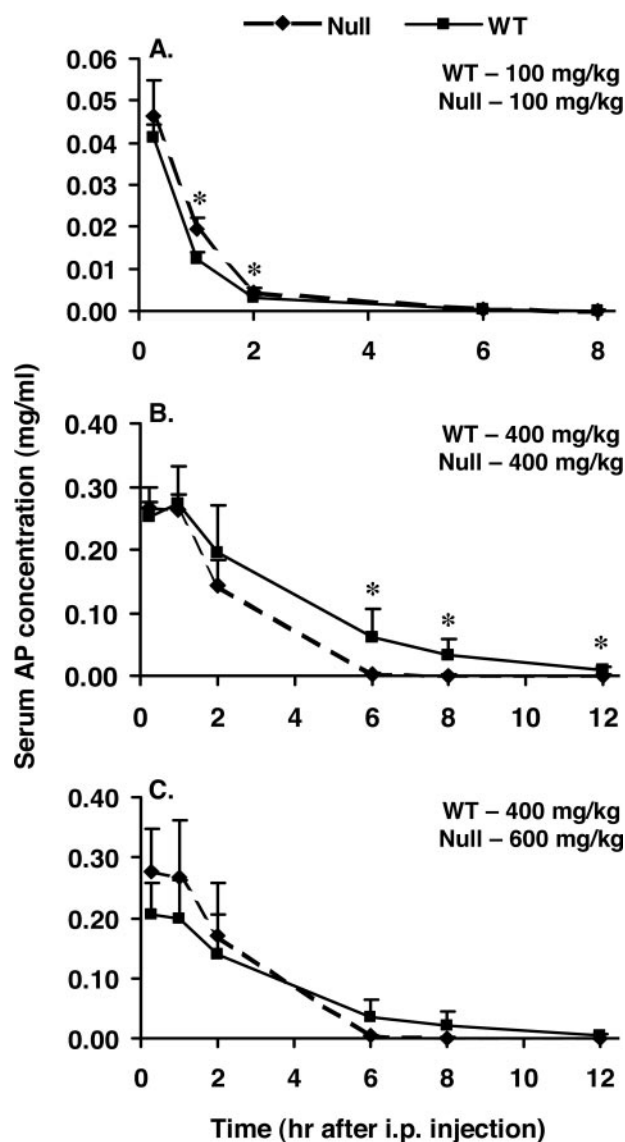 Null WT
A.
WT – 100 mg/kg
Null – 100 mg/kg
0.06
0.05
0.04
0.03
0.02
0.01
0.00
* *
0 2 4 6 8
B.
WT – 400 mg/kg
Null – 400 mg/kg
0.40
0.30
0.20
0.10
0.00
* * *
0 2 4 6 8 10 12
Serum AP concentration (mg/ml)
C.
WT – 400 mg/kg
Null – 600 mg/kg
0.40
0.30
0.20
0.10
0.00
0 2 4 6 8 10 12
Time (hr after i.p. injection)